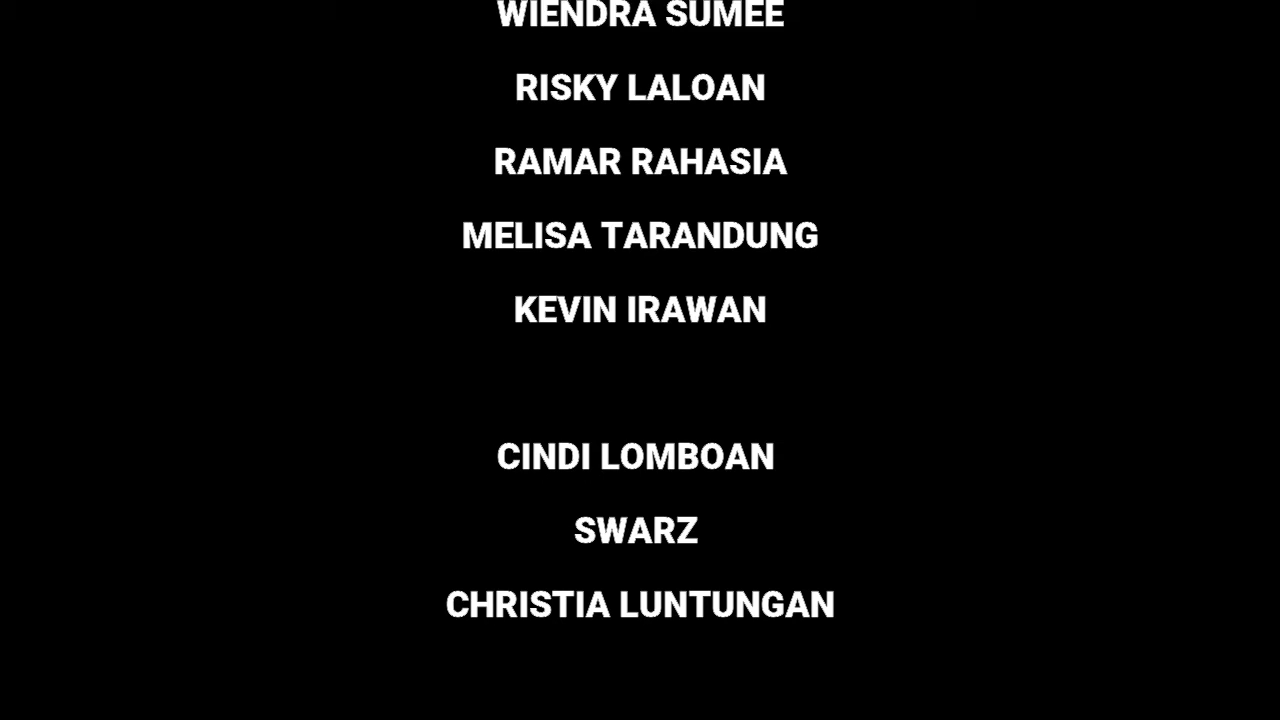 WIENDRA SUMEE
RISKY LALOAN
RAMAR RAHASIA
MELISA TARANDUNG
KEVIN IRAWAN
CINDI LOMBOAN
SWARZ
CHRISTIA LUNTUNGAN